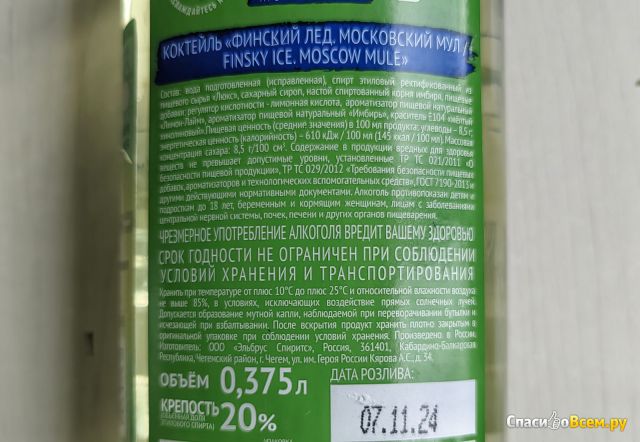 КОКТЕЙЛЬ «ФИНСКИЙ ЛЕД. МОСКОВСКИЙ МУЛ /
FINSKY ICE. MOSCOW MULE»
Состав: вода подготовленная (исправленная), спирт этиловый ректификованный из
пищевого сырья «Люкс», сахарный сироп, настой спиртованный корня имбиря, пищевые
добавки: регулятор кислотности - лимонная кислота, ароматизатор пищевой натуральный
«Лимон-Лайм», ароматизатор пищевой натуральный «Имбирь», краситель Е104 «желтый
хинолиновый». Пищевая ценность (средние значения) в 100 мл продукта: углеводы – 8,5 г;
энергетическая ценность (калорийность) – 610 кДж / 100 мл (145 ккал / 100 мл). Массовая
концентрация сахара: 8,5 г/100 см³. Содержание в продукции вредных для здоровья
веществ не превышает допустимые уровни, установленные ТР ТС 021/2011 «О
безопасности пищевой продукции», ТР ТС 029/2012 «Требования безопасности пищевых
добавок, ароматизаторов и технологических вспомогательных средств», ГОСТ 7190-2013 и
другими действующими нормативными документами. Алкоголь противопоказан детям и
подросткам до 18 лет, беременным и кормящим женщинам, лицам с заболеваниями
центральной нервной системы, почек, печени и других органов пищеварения.
ЧРЕЗМЕРНОЕ УПОТРЕБЛЕНИЕ АЛКОГОЛЯ ВРЕДИТ ВАШЕМУ ЗДОРОВЬЮ
СРОК ГОДНОСТИ НЕ ОГРАНИЧЕН ПРИ СОБЛЮДЕНИИ
УСЛОВИЙ ХРАНЕНИЯ И ТРАНСПОРТИРОВАНИЯ
Хранить при температуре от плюс 10°С до плюс 25°С и относительной влажности воздуха
не выше 85%, в условиях, исключающих воздействие прямых солнечных лучей.
Допускается образование мутной капли, наблюдаемой при переворачивании бутылки и
исчезающей при взбалтывании. После вскрытия продукт хранить плотно закрытым в
оригинальной упаковке при соблюдении условий хранения. Произведено в России.
Изготовитель: ООО «Эльбрус Спиритс», Россия, 361401, Кабардино-Балкарская
Республика, Чегемский район, г. Чегем, ул. им. Героя России Кярова А.С., д. 34.
ОБЪЁМ 0,375 л
ДАТА РОЗЛИВА:
КРЕПОСТЬ 20%
(ОБЪЕМНАЯ ДОЛЯ
ЭТИЛОВОГО СПИРТА)
07.11.24
СпасибоВсем.ру